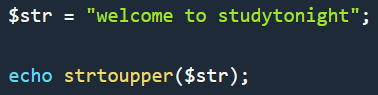 $str = "welcome to studytonight";
echo strtoupper($str);